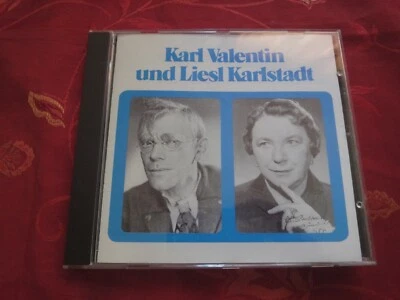 Karl Valentin
und Liesl Karlstadt